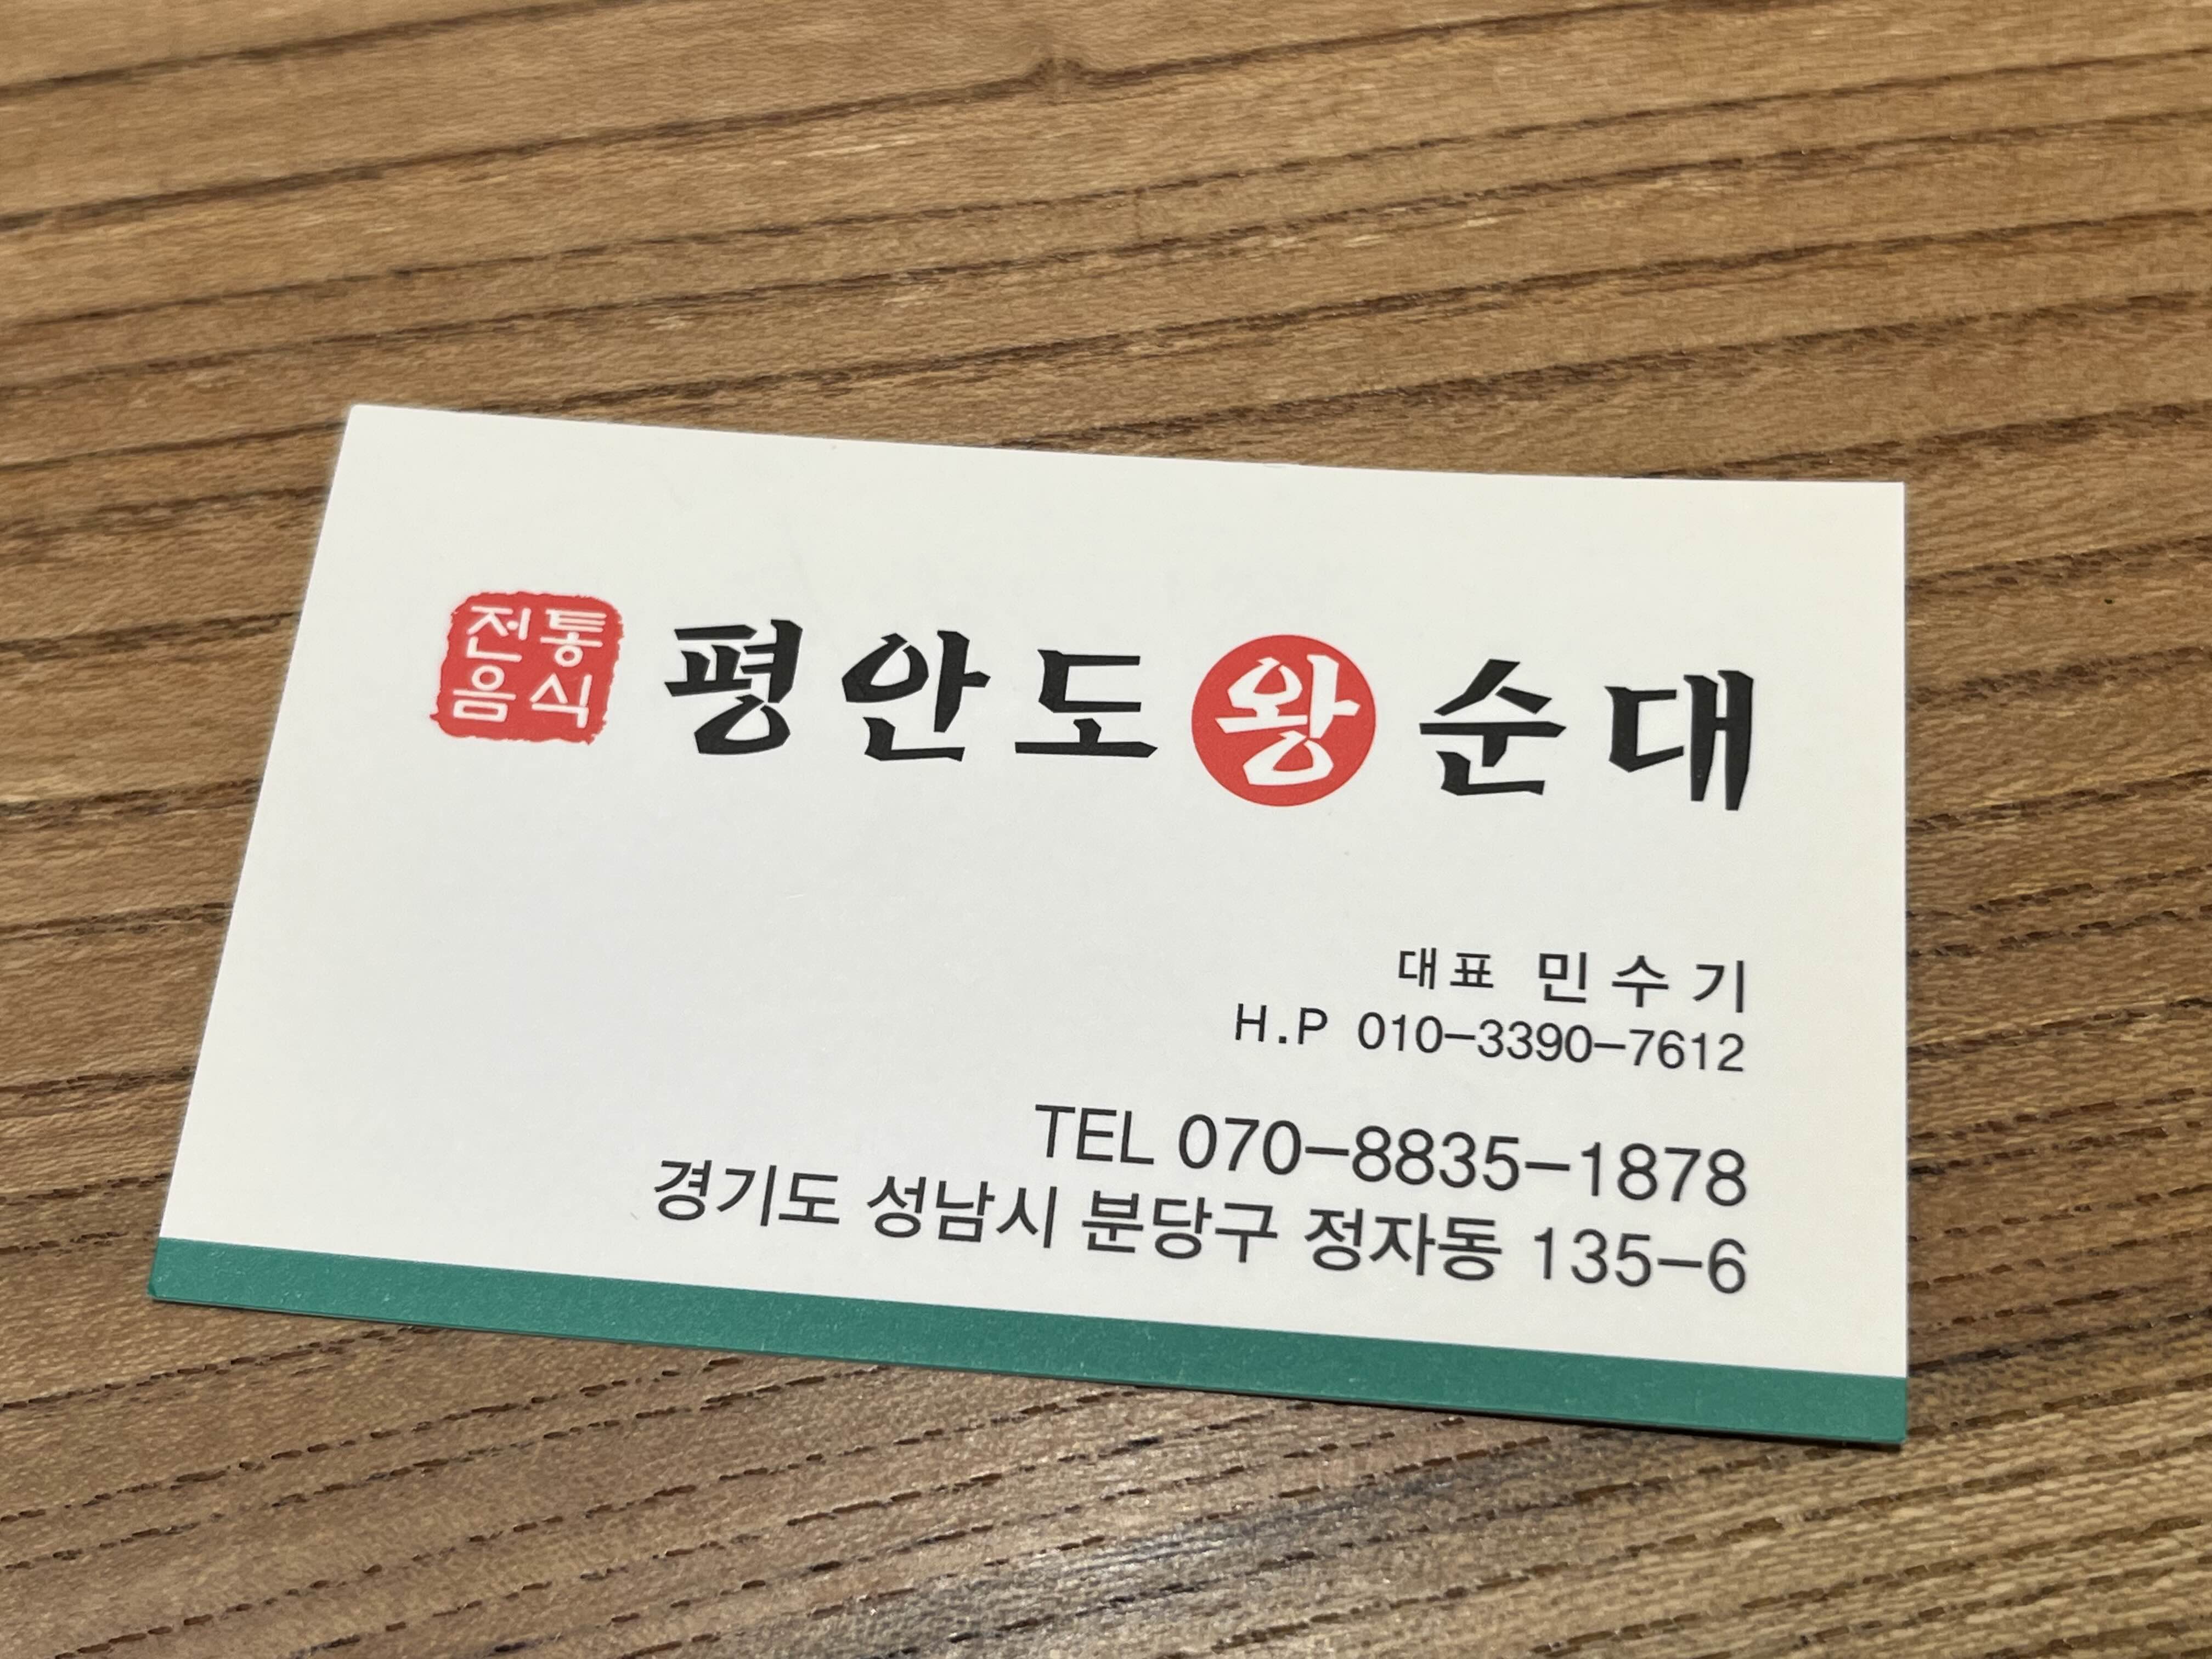 전통
음식
평안도왕순대
대표 민수기
H.P 010-3390-7612
TEL 070-8835-1878
경기도 성남시 분당구 정자동 135-6